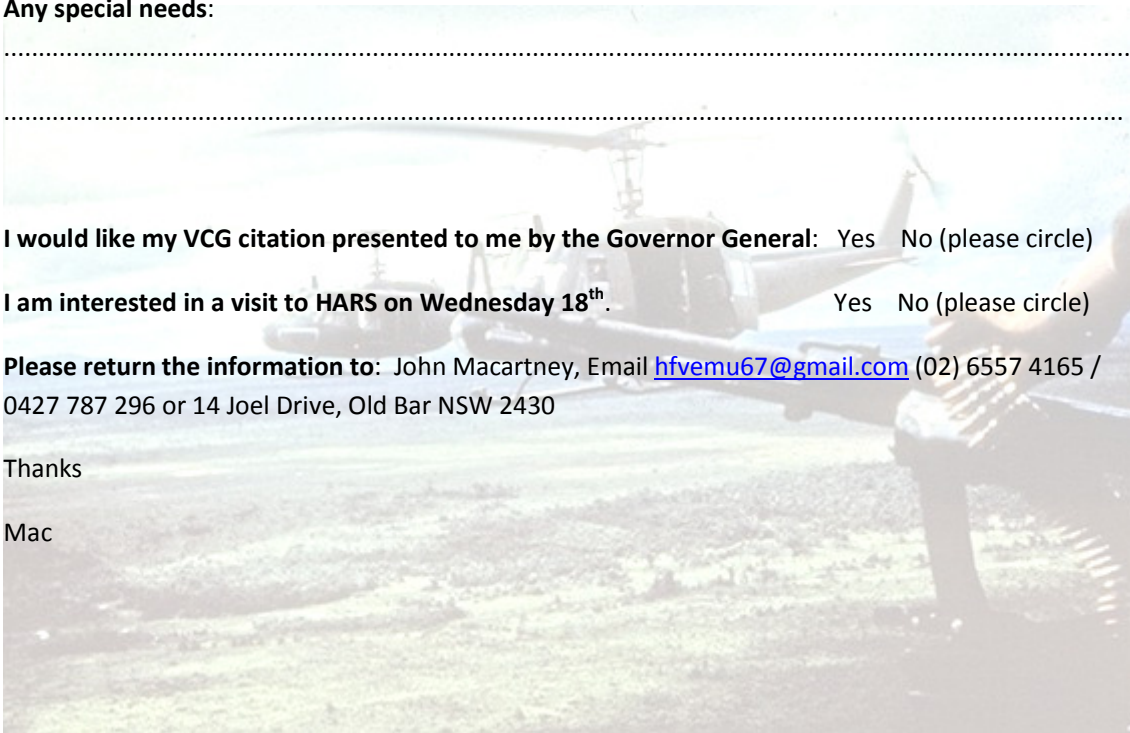 Any special needs:
..........................................................................................................................................
..........................................................................................................................................
I would like my VCG citation presented to me by the Governor General: Yes No (please circle)
I am interested in a visit to HARS on Wednesday 18th. Yes No (please circle)
Please return the information to: John Macartney, Email hfvemu67@gmail.com (02) 6557 4165 /
0427 787 296 or 14 Joel Drive, Old Bar NSW 2430
Thanks
Mac